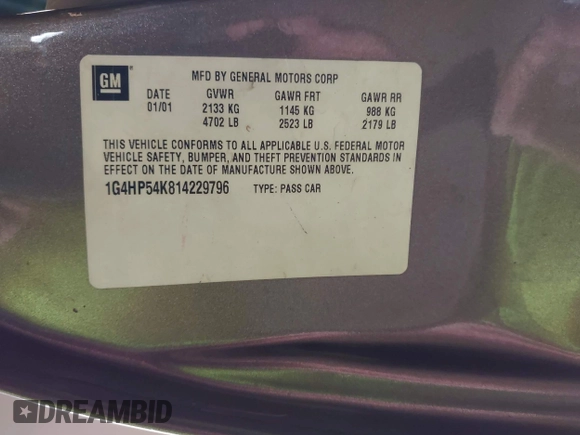 GM
MFD BY GENERAL MOTORS CORP
DATE GVWR GAWR FRT GAWR RR
01/01 2133 KG 1145 KG 988 KG
4702 LB 2523 LB 2179 LB
THIS VEHICLE CONFORMS TO ALL APPLICABLE U.S. FEDERAL MOTOR
VEHICLE SAFETY, BUMPER, AND THEFT PREVENTION STANDARDS IN
EFFECT ON THE DATE OF MANUFACTURE SHOWN ABOVE.
1G4HP54K814229796 TYPE: PASS CAR
DREAMBID